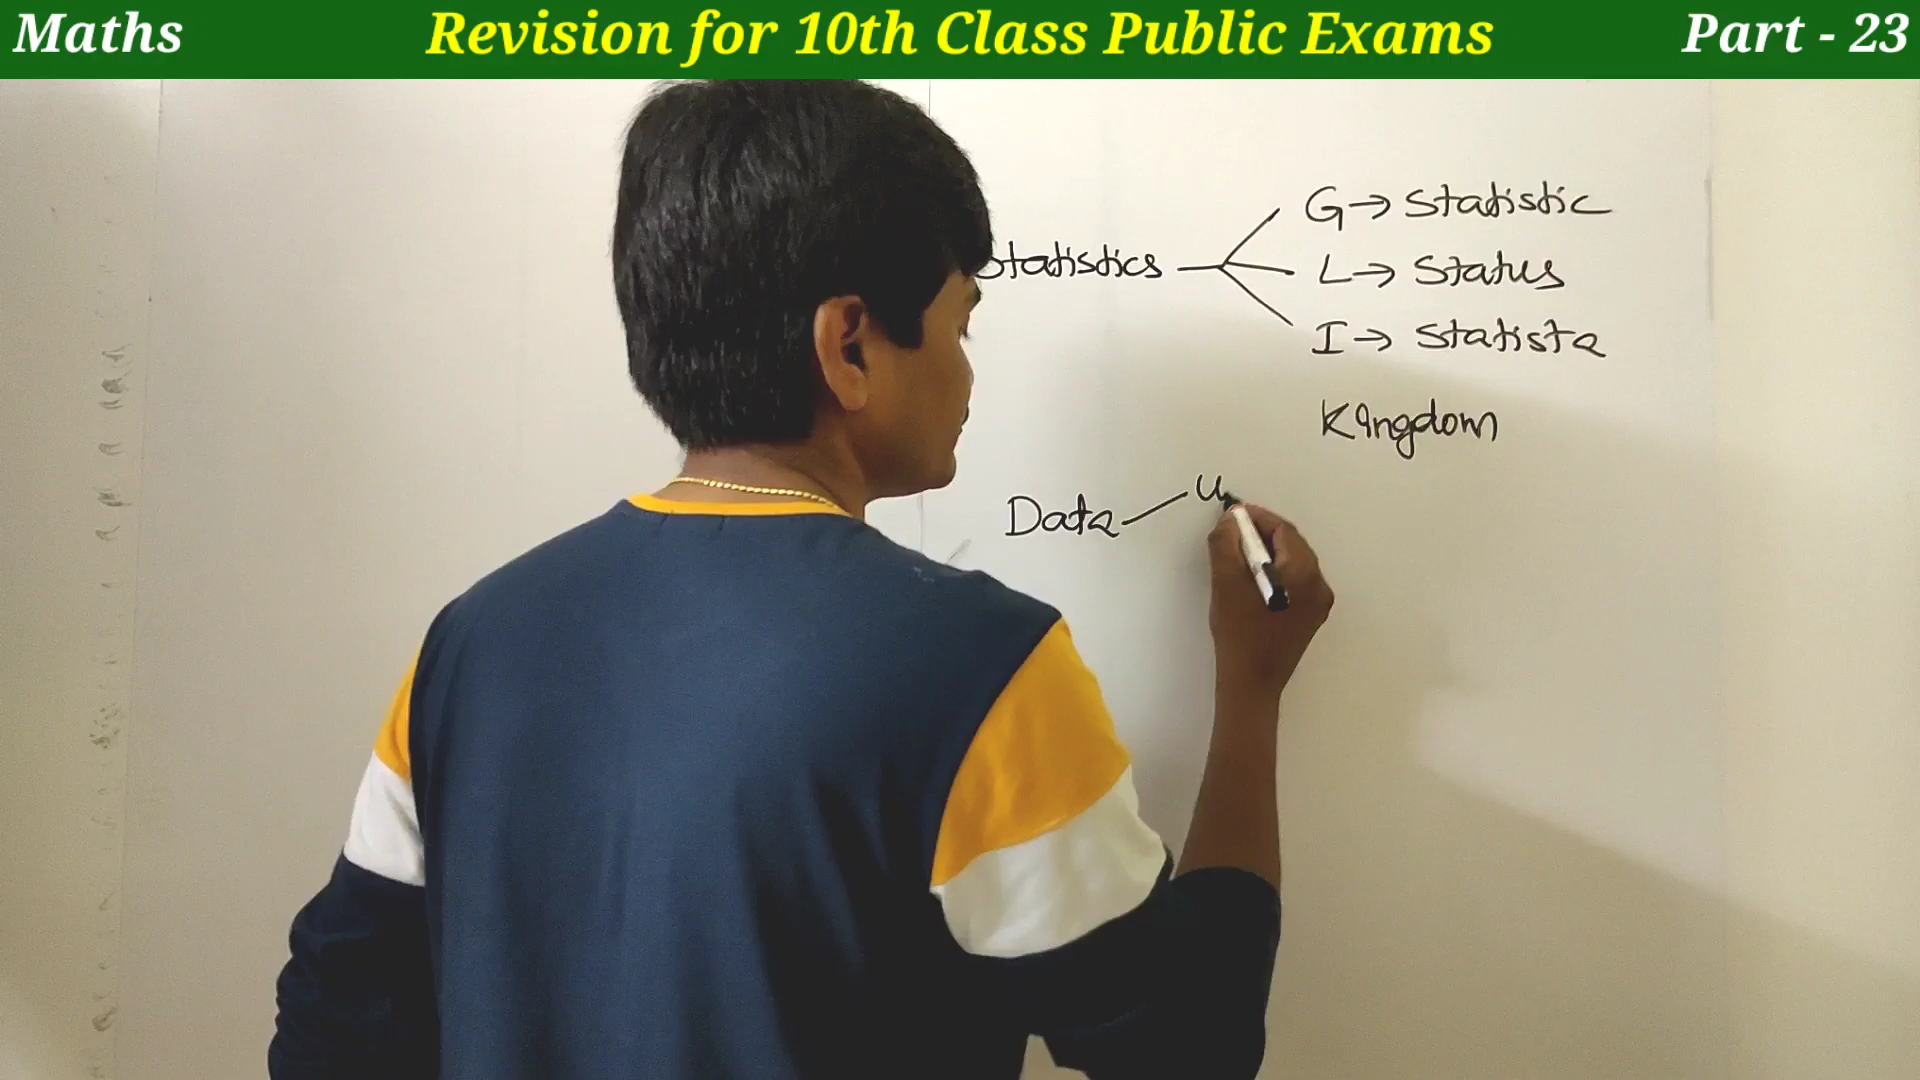 Maths Revision for 10th Class Public Exams Part - 23
Statistics
G → Statistic
L → Status
I → Statista
Kingdom
Data
U